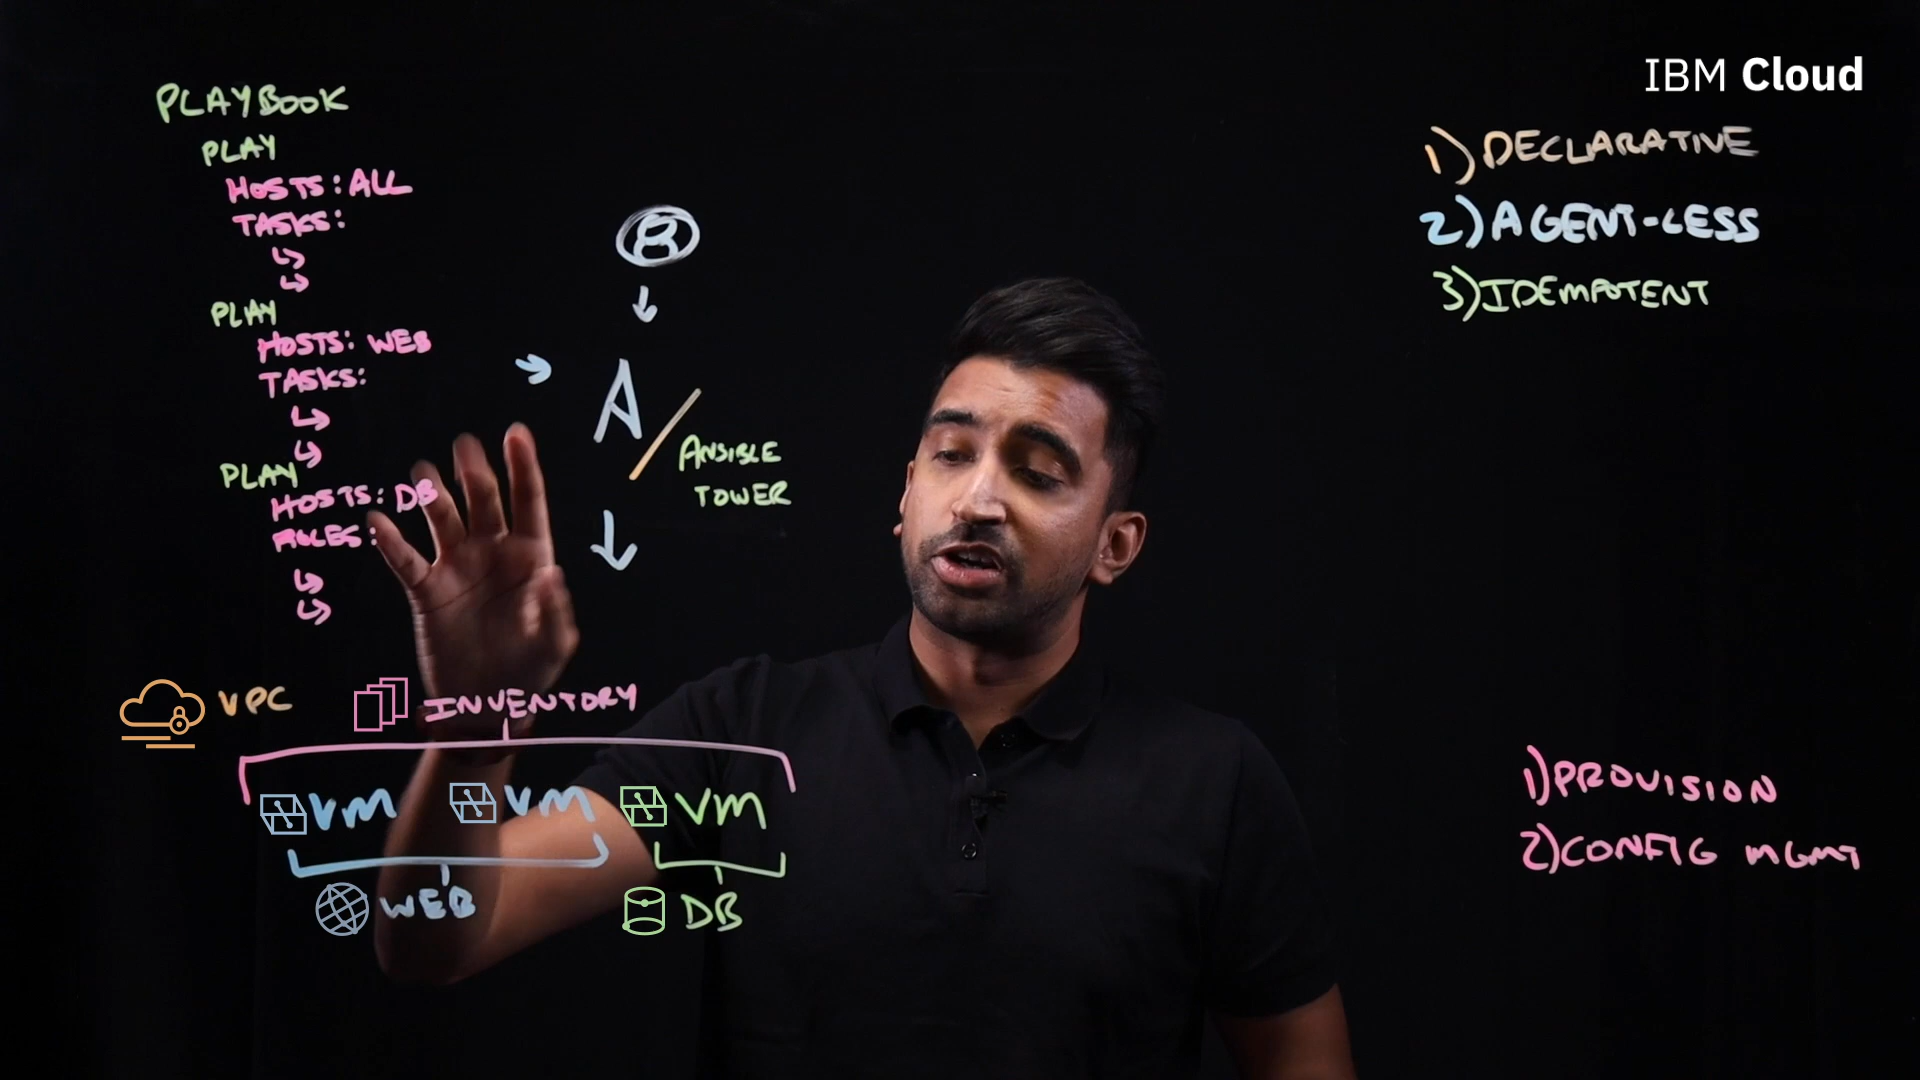 IBM Cloud
PLAYBOOK
PLAY
HOSTS: ALL
TASKS:
PLAY
HOSTS: WEB
TASKS:
PLAY
HOSTS: DB
ROLES:
A
ANSIBLE
TOWER
1) DECLARATIVE
2) AGENT-LESS
3) IDEMPOTENT
VPC
INVENTORY
VM
VM
VM
WEB
DB
1) PROVISION
2) CONFIG MGMT